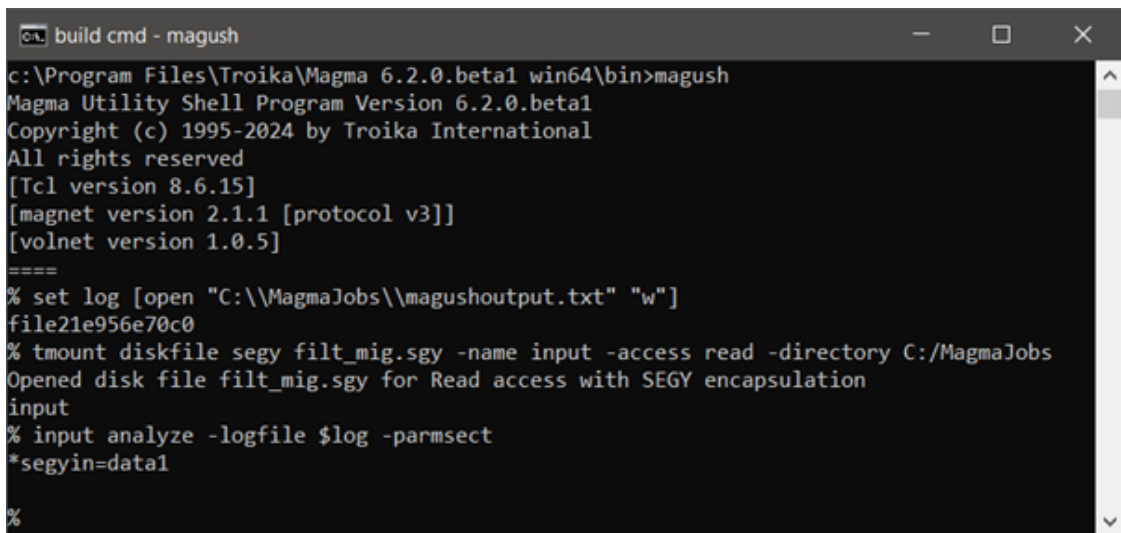 build cmd - magush
c:\Program Files\Troika\Magma 6.2.0.beta1 win64\bin>magush
Magma Utility Shell Program Version 6.2.0.beta1
Copyright (c) 1995-2024 by Troika International
All rights reserved
[Tcl version 8.6.15]
[magnet version 2.1.1 [protocol v3]]
[volnet version 1.0.5]
====
% set log [open "C:\\MagmaJobs\\magushoutput.txt" "w"]
file21e956e70c0
% tmount diskfile segy filt_mig.sgy -name input -access read -directory C:/MagmaJobs
Opened disk file filt_mig.sgy for Read access with SEGY encapsulation
input
% input analyze -logfile $log -parmsect
*segyin=data1
%